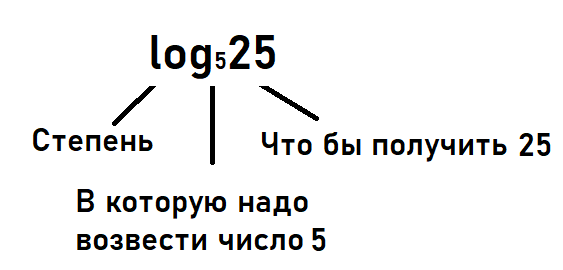 log₅25
Степень
Что бы получить 25
В которую надо
возвести число 5